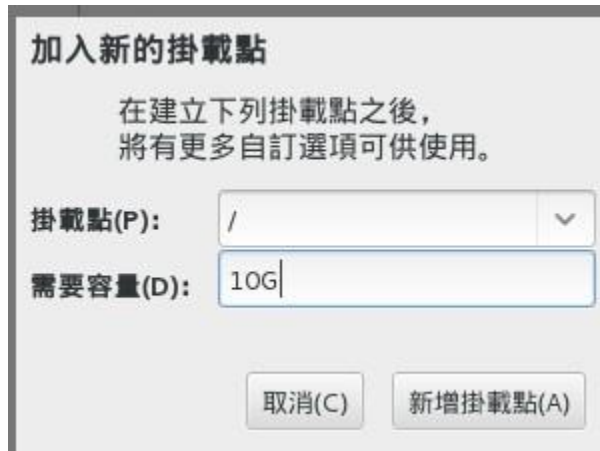 加入新的掛載點
在建立下列掛載點之後，
將有更多自訂選項可供使用。
掛載點(P)： /
需要容量(D)： 10G
取消(C) 新增掛載點(A)